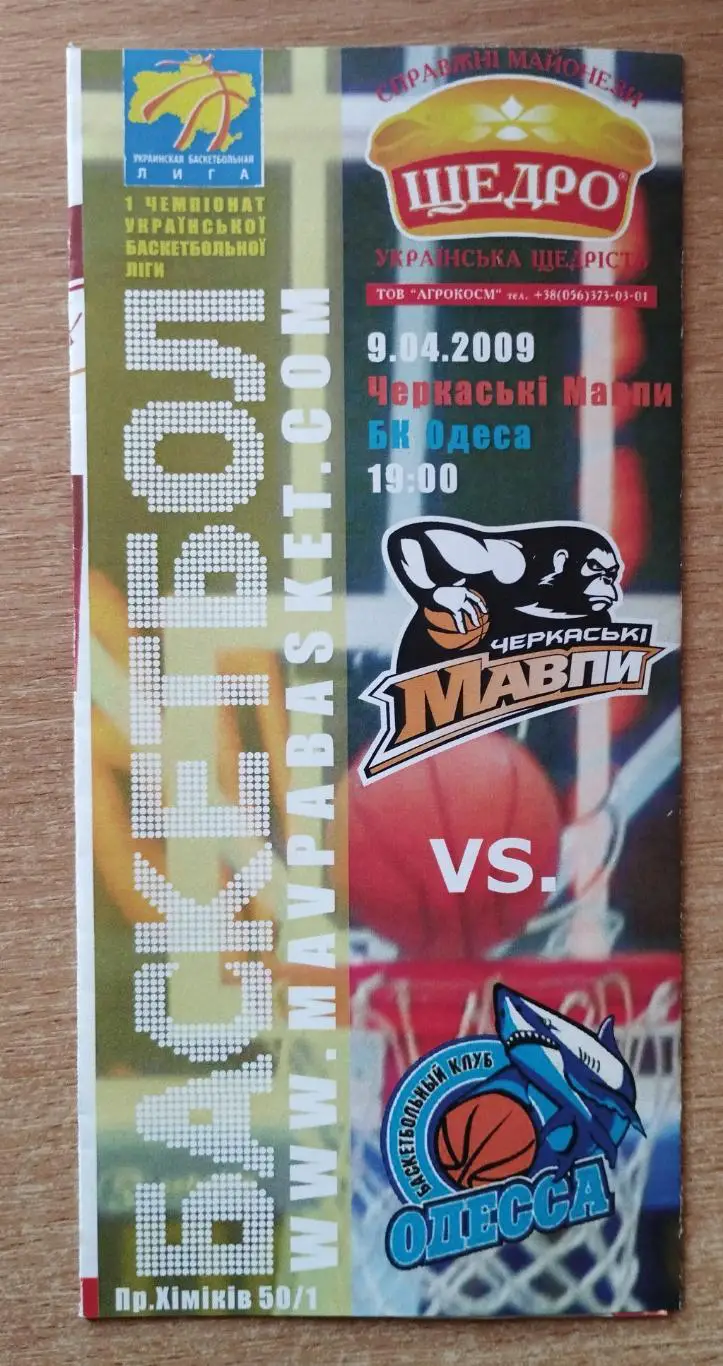 УКРАИНСКАЯ БАСКЕТБОЛЬНАЯ
ЛИГА
1 ЧЕМПІОНАТ
УКРАЇНСЬКОЇ
БАСКЕТБОЛЬНОЇ
ЛІГИ
БАСКЕТБОЛ
WWW.MAVPABASKET.COM
Пр.Хіміків 50/1
СПРАВЖНІ МАЙОНЕЗИ
ЩЕДРО®
УКРАЇНСЬКА ЩЕДРІСТЬ
ТОВ "АГРОКОСМ" тел. +38(056)373-03-01
9.04.2009
Черкаські Мавпи
БК Одеса
19:00
ЧЕРКАСЬКІ
МАВПИ
VS.
БАСКЕТБОЛЬНЫЙ КЛУБ
ОДЕССА